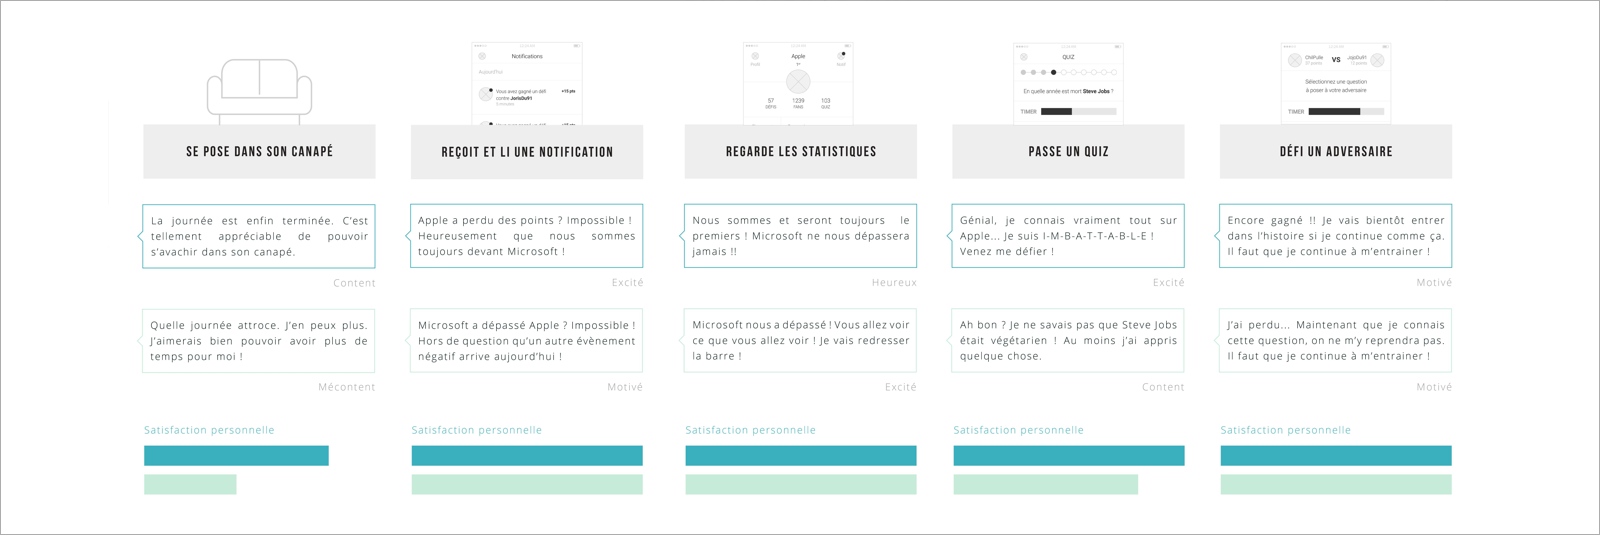 Notifications
Aujourd'hui
Vous avez gagné un défi
contre JorisDu91
+15 pts
Apple
1er
Profil
Notif
57
DÉFIS
1239
FANS
103
QUIZ
QUIZ
En quelle année est mort Steve Jobs ?
TIMER
VS
Sélectionnez une question
à poser à votre adversaire
TIMER
SE POSE DANS SON CANAPÉ
REÇOIT ET LI UNE NOTIFICATION
REGARDE LES STATISTIQUES
PASSE UN QUIZ
DÉFI UN ADVERSAIRE
La journée est enfin terminée. C'est
tellement appréciable de pouvoir
s'avachir dans son canapé.
Content
Apple a perdu des points ? Impossible !
Heureusement que nous sommes
toujours devant Microsoft !
Excité
Nous sommes et seront toujours le
premiers ! Microsoft ne nous dépassera
jamais !!
Heureux
Génial, je connais vraiment tout sur
Apple... Je suis I-M-B-A-T-T-A-B-L-E !
Venez me défier !
Excité
Encore gagné !! Je vais bientôt entrer
dans l'histoire si je continue comme ça.
Il faut que je continue à m'entrainer !
Motivé
Quelle journée attroce. J'en peux plus.
J'aimerais bien pouvoir avoir plus de
temps pour moi !
Mécontent
Microsoft a dépassé Apple ? Impossible !
Hors de question qu'un autre évènement
négatif arrive aujourd'hui !
Motivé
Microsoft nous a dépassé ! Vous allez voir
ce que vous allez voir ! Je vais redresser
la barre !
Excité
Ah bon ? Je ne savais pas que Steve Jobs
était végétarien ! Au moins j'ai appris
quelque chose.
Content
J'ai perdu... Maintenant que je connais
cette question, on ne m'y reprendra pas.
Il faut que je continue à m'entrainer !
Motivé
Satisfaction personnelle
Satisfaction personnelle
Satisfaction personnelle
Satisfaction personnelle
Satisfaction personnelle